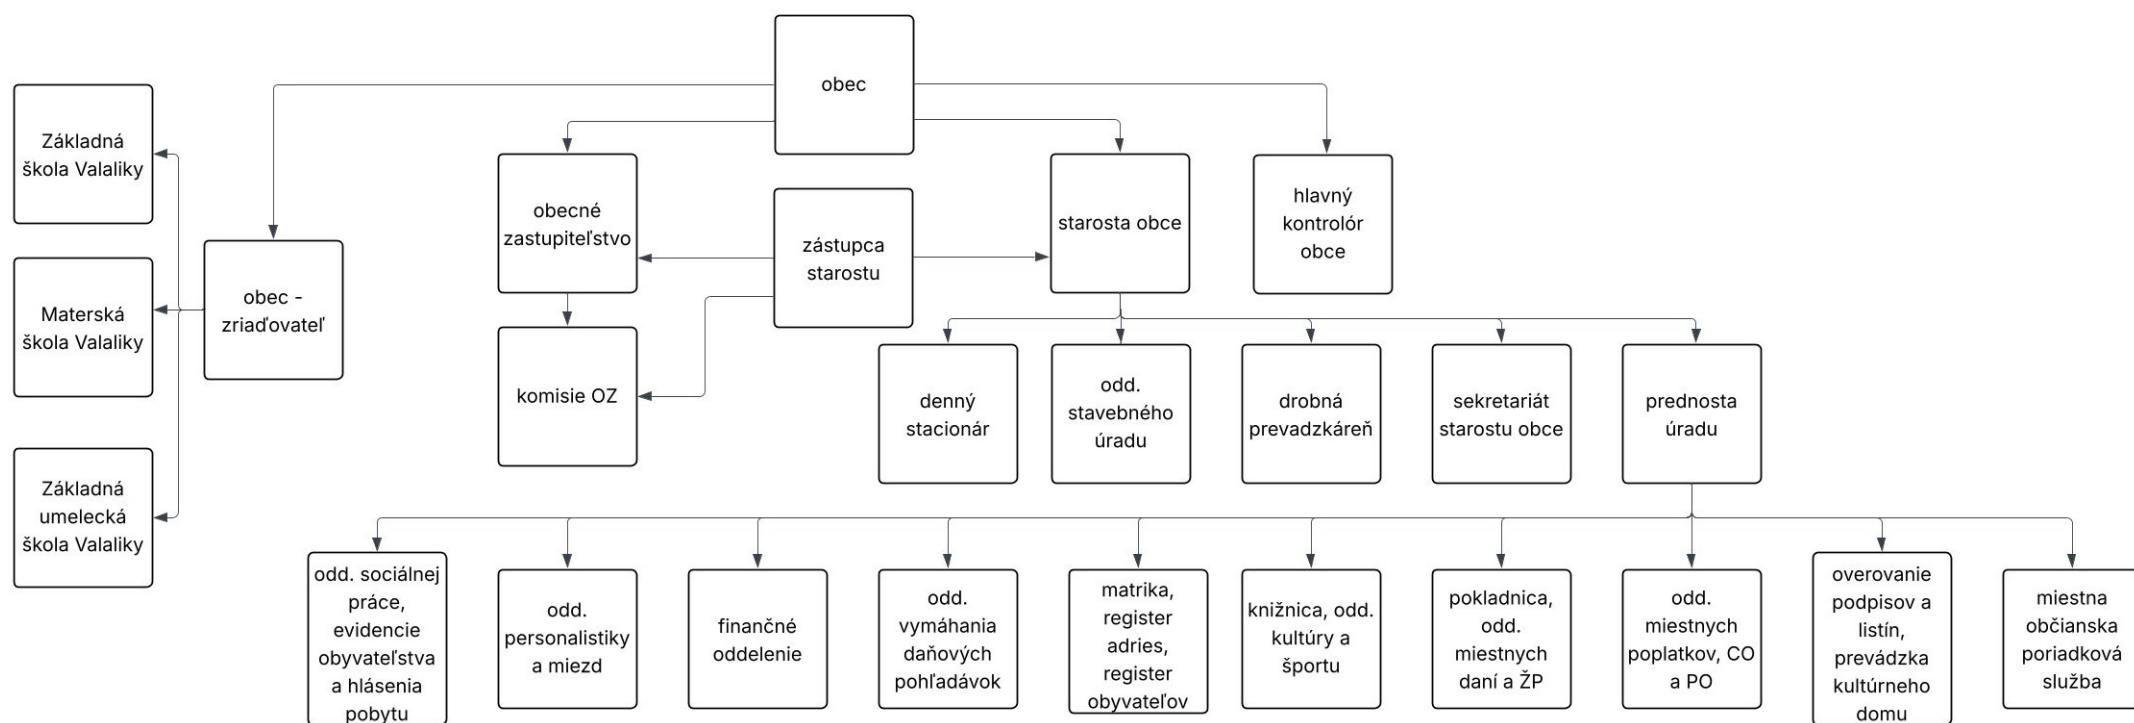 obec
Základná
škola Valaliky
obecné
zastupiteľstvo
zástupca
starostu
starosta obce
hlavný
kontrolór
obce
Materská
škola Valaliky
obec -
zriaďovateľ
komisie OZ
denný
stacionár
odd.
stavebného
úradu
drobná
prevadzkáreň
sekretariát
starostu obce
prednosta
úradu
Základná
umelecká
škola Valaliky
odd. sociálnej
práce,
evidencie
obyvateľstva
a hlásenia
pobytu
odd.
personalistiky
a miezd
finančné
oddelenie
odd.
vymáhania
daňových
pohľadávok
matrika,
register
adries,
register
obyvateľov
knižnica, odd.
kultúry a
športu
pokladnica,
odd.
miestnych
daní a ŽP
odd.
miestnych
poplatkov, CO
a PO
overovanie
podpisov a
listín,
prevádzka
kultúrneho
domu
miestna
občianska
poriadková
služba